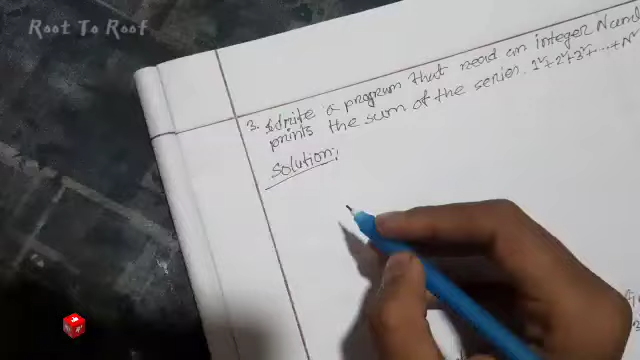 Root To Roof
3. Write a program that read an integer N and
prints the sum of the series. 1²+2²+3²+...+N²
Solution: